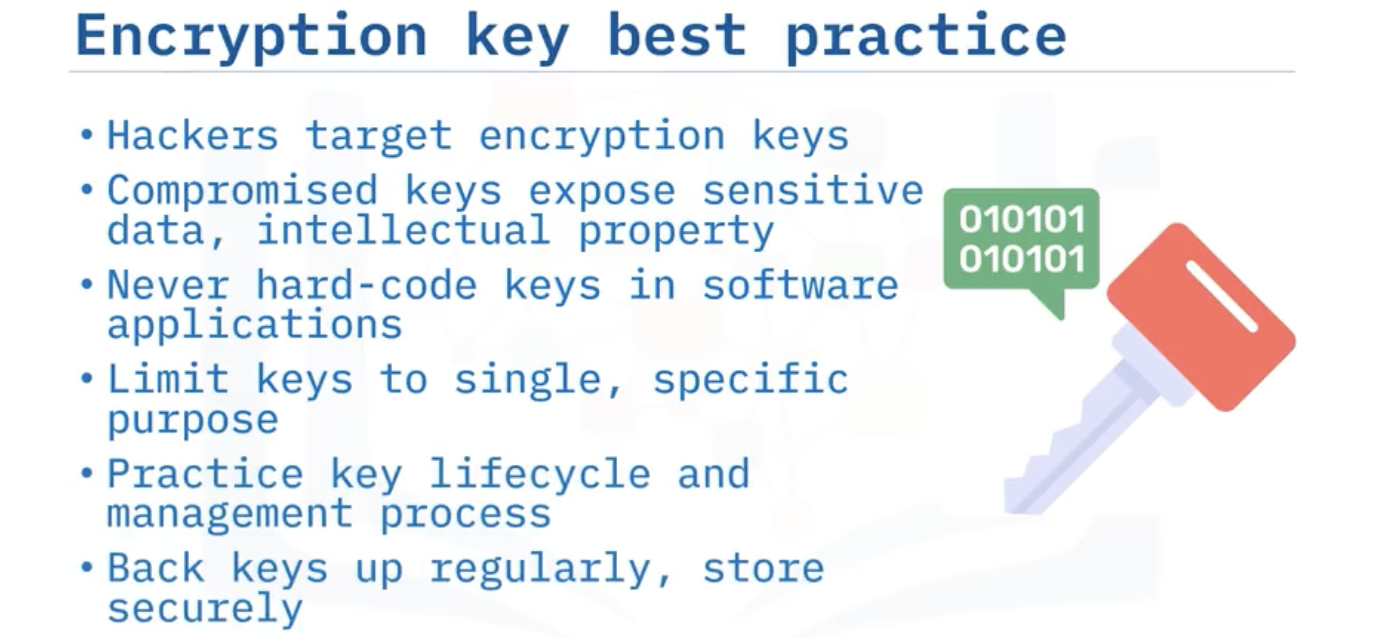 Encryption key best practice
• Hackers target encryption keys
• Compromised keys expose sensitive
data, intellectual property
• Never hard-code keys in software
applications
• Limit keys to single, specific
purpose
• Practice key lifecycle and
management process
• Back keys up regularly, store
securely
010101
010101